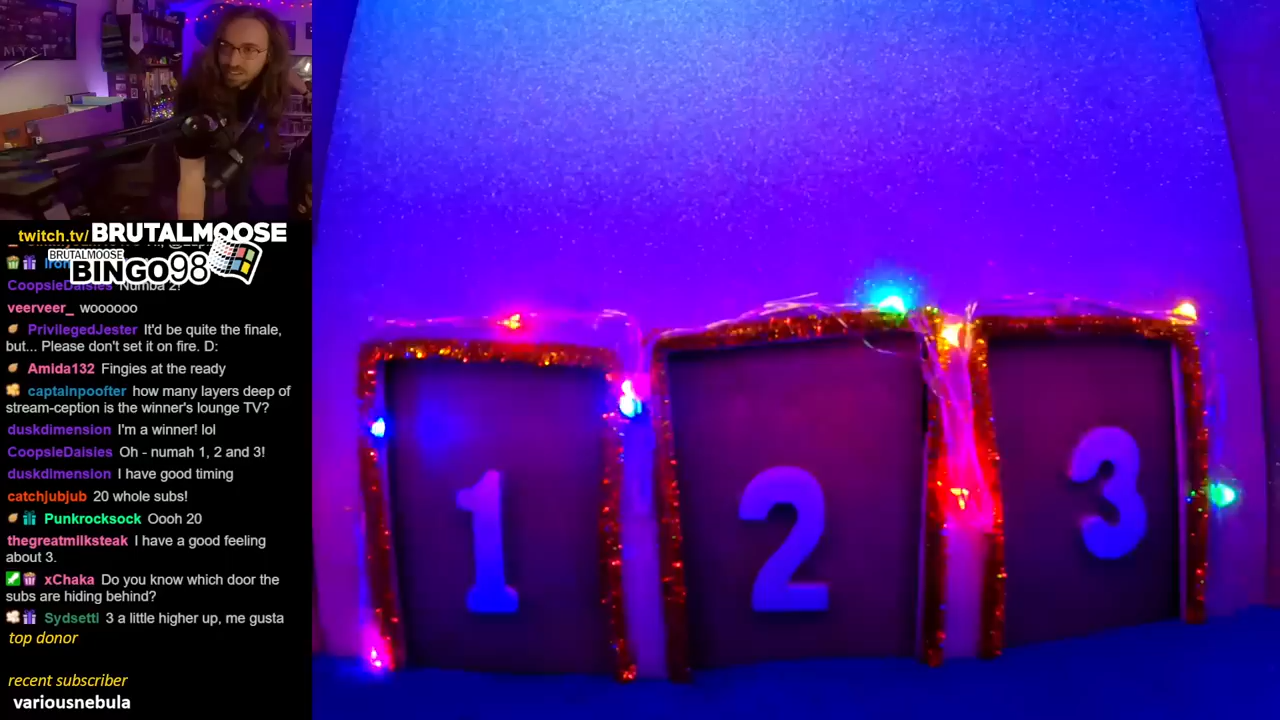 MYST
twitch.tv/BRUTALMOOSE
BRUTALMOOSE
BINGO98
CoopsieDaisies Numba 2!
veerveer_ woooooo
PrivilegedJester It'd be quite the finale,
but... Please don't set it on fire. D:
Amida132 Fingies at the ready
captainpoofter how many layers deep of
stream-ception is the winner's lounge TV?
duskdimension I'm a winner! lol
CoopsieDaisies Oh - numah 1, 2 and 3!
duskdimension I have good timing
catchjubjub 20 whole subs!
Punkrocksock Oooh 20
thegreatmilksteak I have a good feeling
about 3.
xChaka Do you know which door the
subs are hiding behind?
Sydsetti 3 a little higher up, me gusta
top donor
recent subscriber
variousnebula
1
2
3